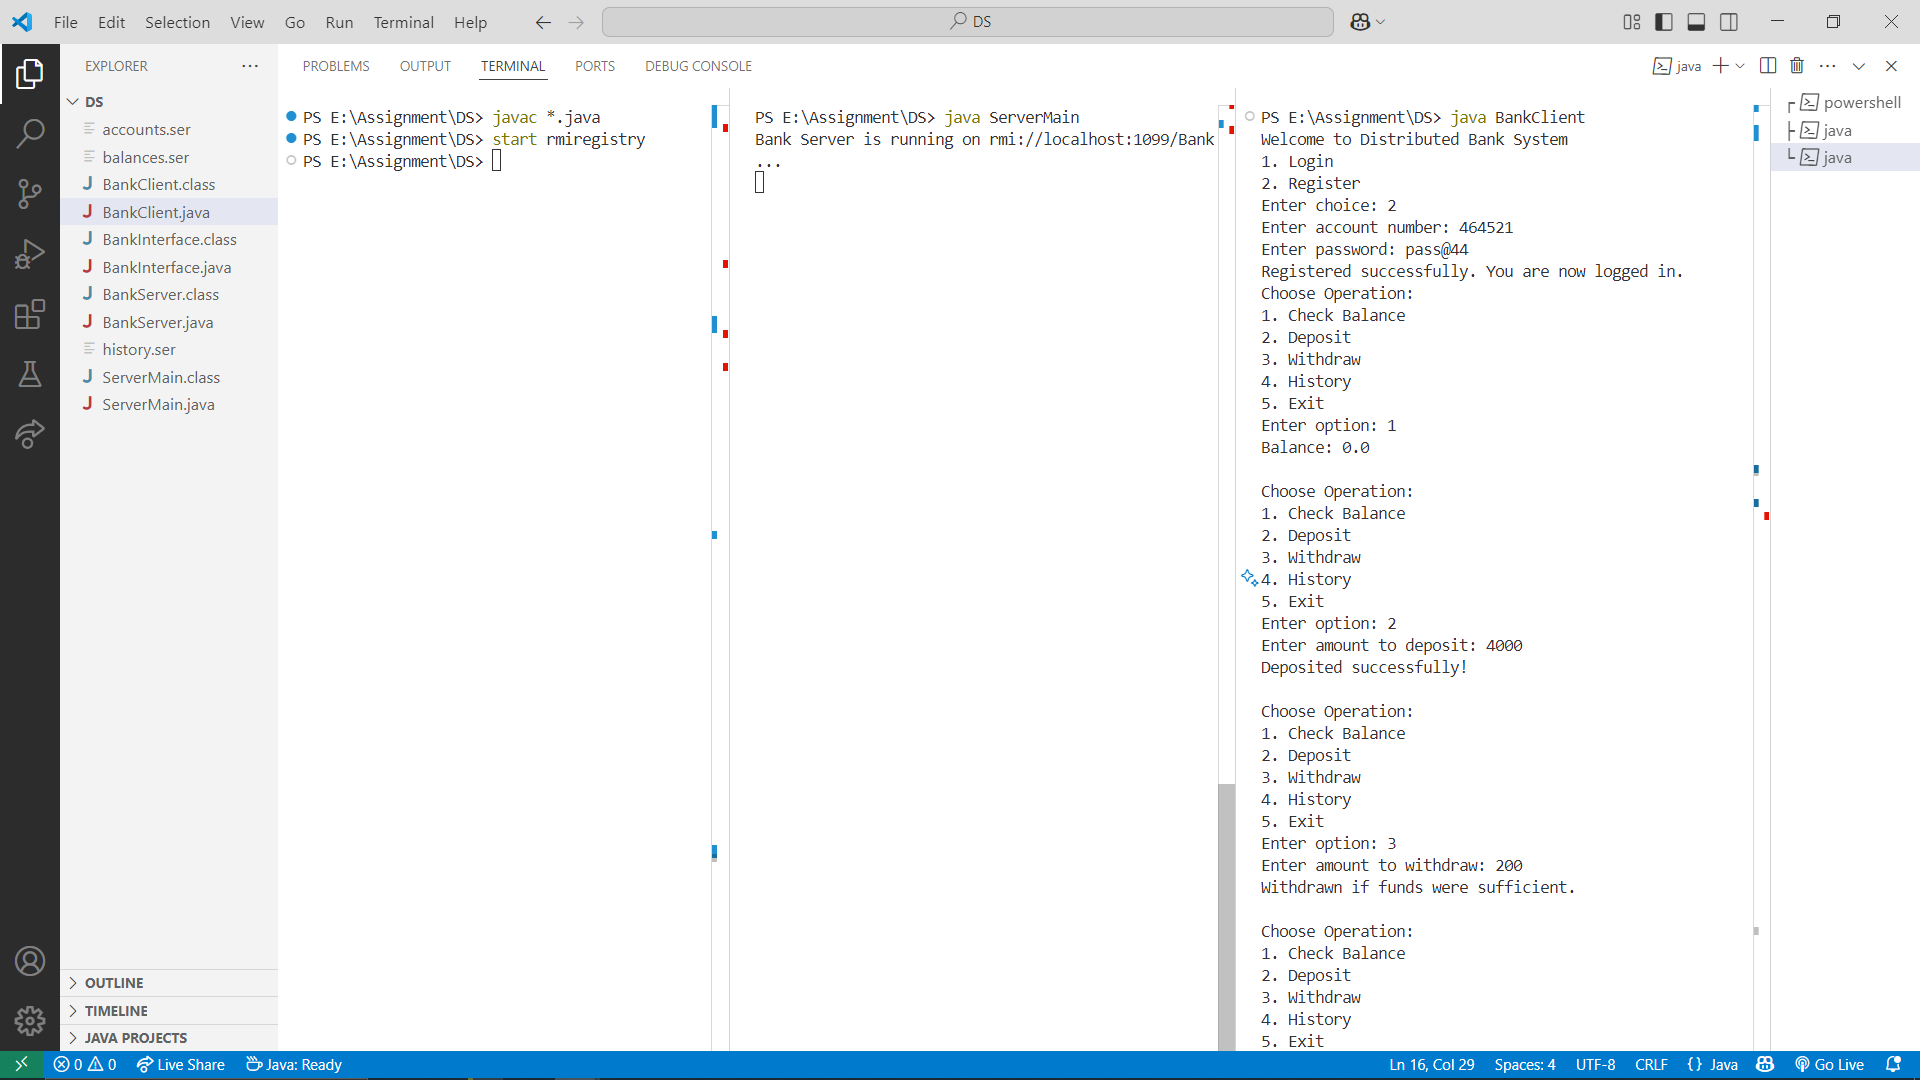 File Edit Selection View Go Run Terminal Help
DS
EXPLORER
DS
accounts.ser
balances.ser
J BankClient.class
J BankClient.java
J BankInterface.class
J BankInterface.java
J BankServer.class
J BankServer.java
history.ser
J ServerMain.class
J ServerMain.java
OUTLINE
TIMELINE
JAVA PROJECTS
PROBLEMS OUTPUT TERMINAL PORTS DEBUG CONSOLE
java
PS E:\Assignment\DS> javac *.java
PS E:\Assignment\DS> start rmiregistry
PS E:\Assignment\DS>
PS E:\Assignment\DS> java ServerMain
Bank Server is running on rmi://localhost:1099/Bank
...
PS E:\Assignment\DS> java BankClient
Welcome to Distributed Bank System
1. Login
2. Register
Enter choice: 2
Enter account number: 464521
Enter password: pass@44
Registered successfully. You are now logged in.
Choose Operation:
1. Check Balance
2. Deposit
3. Withdraw
4. History
5. Exit
Enter option: 1
Balance: 0.0
Choose Operation:
1. Check Balance
2. Deposit
3. Withdraw
4. History
5. Exit
Enter option: 2
Enter amount to deposit: 4000
Deposited successfully!
Choose Operation:
1. Check Balance
2. Deposit
3. Withdraw
4. History
5. Exit
Enter option: 3
Enter amount to withdraw: 200
Withdrawn if funds were sufficient.
Choose Operation:
1. Check Balance
2. Deposit
3. Withdraw
4. History
5. Exit
powershell
java
java
0 0 Live Share Java: Ready
Ln 16, Col 29 Spaces: 4 UTF-8 CRLF {} Java Go Live